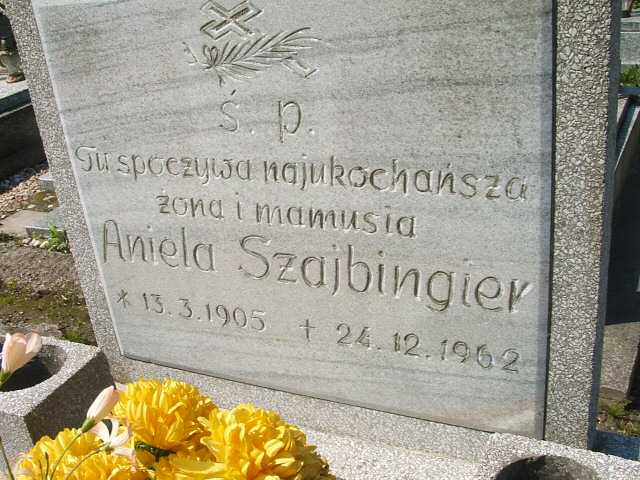 Ś. p.
Tu spoczywa najukochańsza
żona i mamusia
Aniela Szajbingier
* 13.3.1905 + 24.12.1962